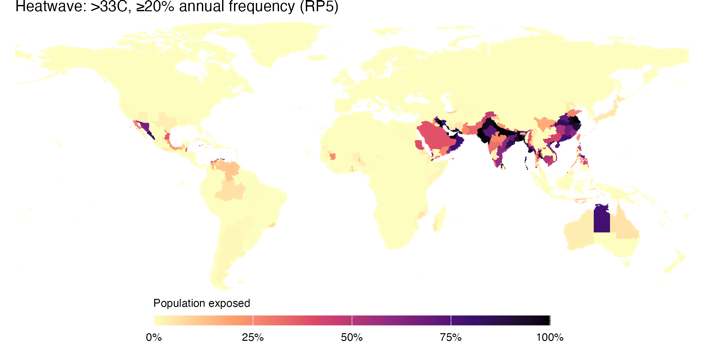 Heatwave: >33C, ≥20% annual frequency (RP5)
Population exposed
0% 25% 50% 75% 100%